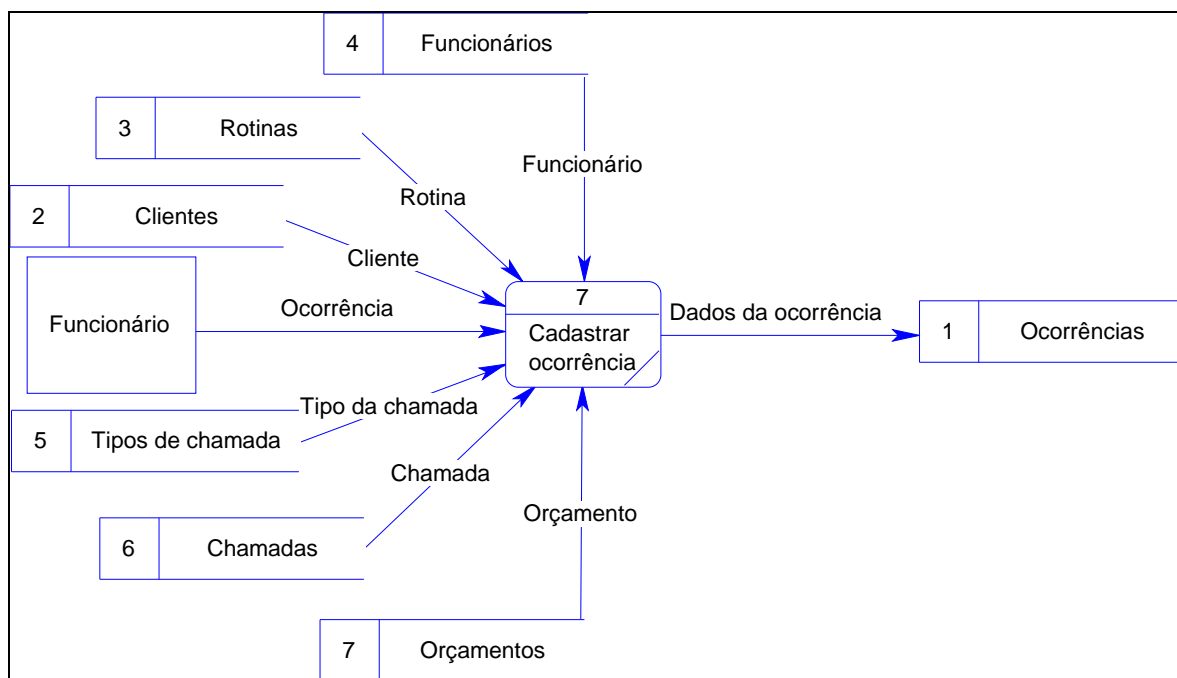 4 Funcionários
3 Rotinas
Funcionário
Rotina
2 Clientes
Cliente
7
Funcionário
Ocorrência
Cadastrar
ocorrência
Dados da ocorrência
1 Ocorrências
Tipo da chamada
5 Tipos de chamada
Chamada
Orçamento
6 Chamadas
7 Orçamentos